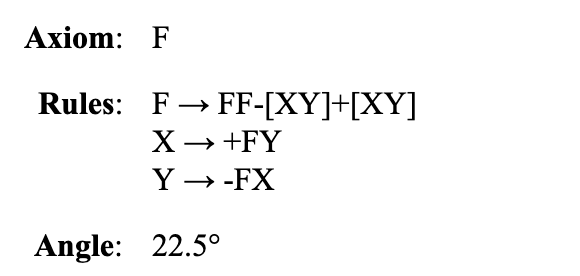 Axiom: F
Rules: F → FF-[XY]+[XY]
X → +FY
Y → -FX
Angle: 22.5°